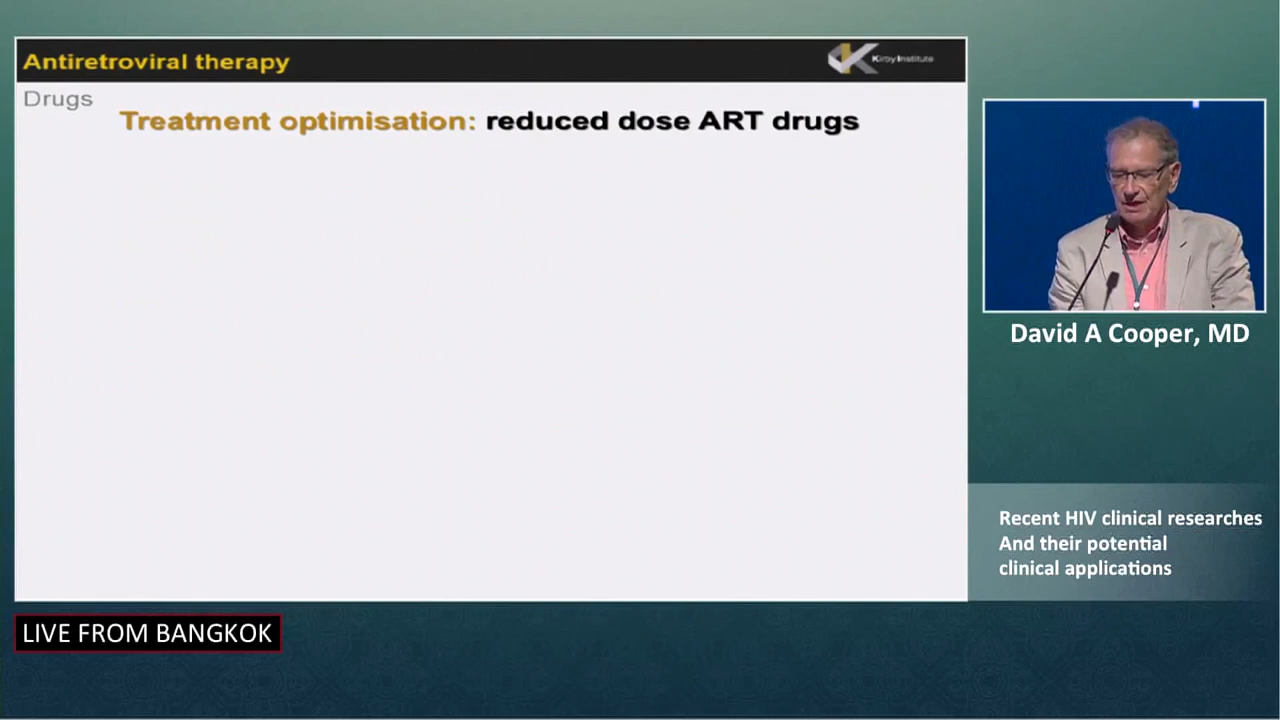 Antiretroviral therapy
Kirby Institute
Drugs
Treatment optimisation: reduced dose ART drugs
David A Cooper, MD
Recent HIV clinical researches
And their potential
clinical applications
LIVE FROM BANGKOK